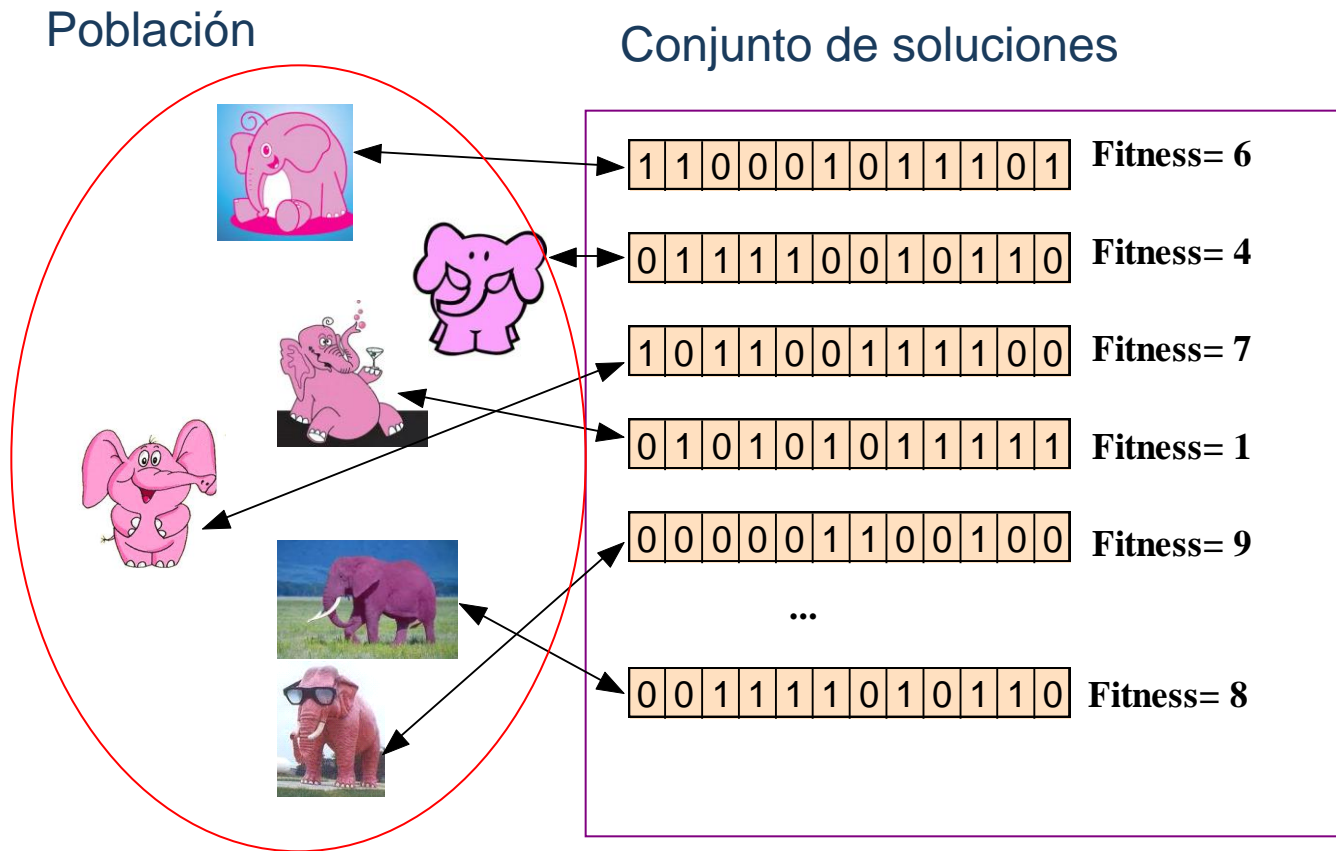 Población
Conjunto de soluciones
1 1 0 0 0 1 0 1 1 1 0 1 Fitness= 6
0 1 1 1 1 0 0 1 0 1 1 0 Fitness= 4
1 0 1 1 0 0 1 1 1 1 0 0 Fitness= 7
0 1 0 1 0 1 0 1 1 1 1 1 Fitness= 1
0 0 0 0 0 1 1 0 0 1 0 0 Fitness= 9
...
0 0 1 1 1 1 0 1 0 1 1 0 Fitness= 8